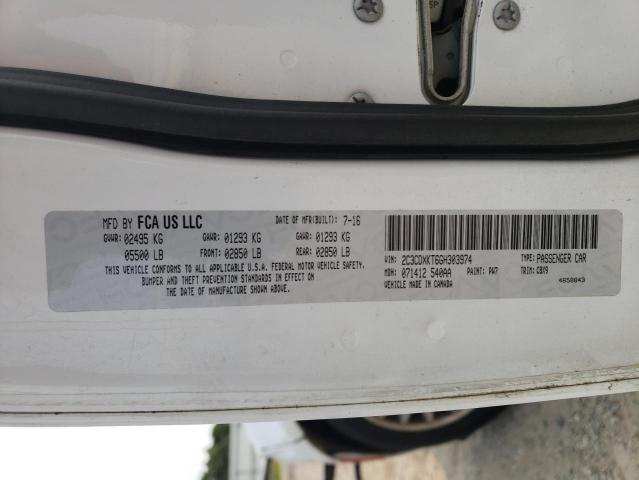 SP
MFD BY FCA US LLC DATE OF MFR(BUILT): 7-16
GVWR: 02495 KG GAWR: 01293 KG GAWR: 01293 KG
05500 LB FRONT: 02850 LB REAR: 02850 LB
THIS VEHICLE CONFORMS TO ALL APPLICABLE U.S.A. FEDERAL MOTOR VEHICLE SAFETY,
BUMPER AND THEFT PREVENTION STANDARDS IN EFFECT ON
THE DATE OF MANUFACTURE SHOWN ABOVE.
VIN: 2C3CDXKT6GH303974 TYPE: PASSENGER CAR
MDH: 071412 540AA PAINT: PW7 TRIM: CBX9
VEHICLE MADE IN CANADA 4658843